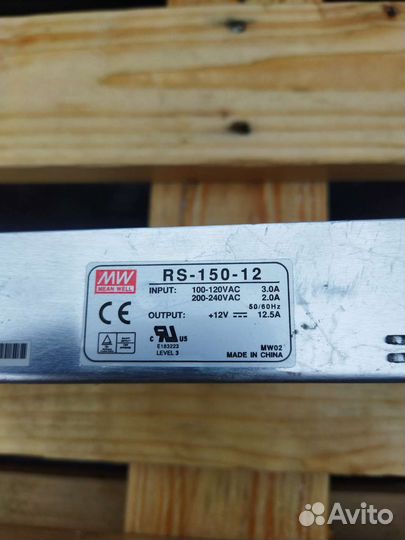 MW
MEAN WELL
RS-150-12
INPUT: 100-120VAC 3.0A
200-240VAC 2.0A
50/60Hz
OUTPUT: +12V 12.5A
C RU US
E183223
LEVEL 3
MW02
MADE IN CHINA
CE
Avito